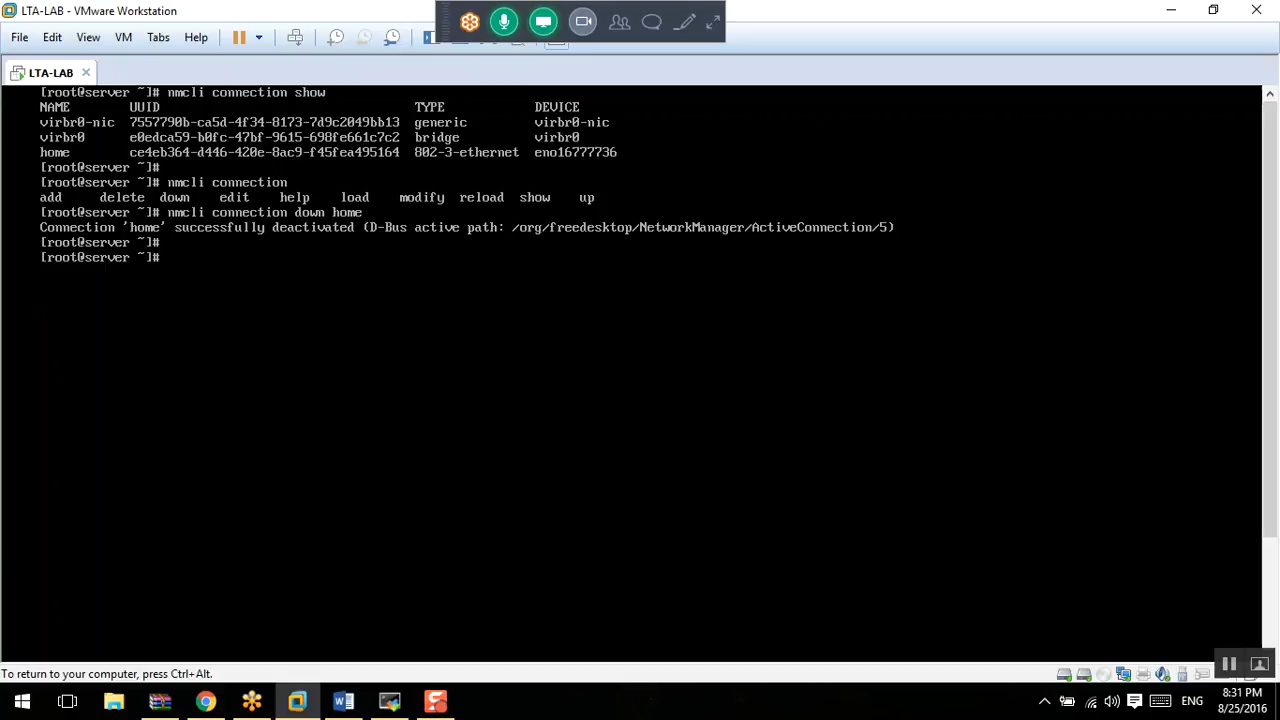 LTA-LAB - VMware Workstation
File Edit View VM Tabs Help
LTA-LAB
[root@server ~]# nmcli connection show
NAME UUID TYPE DEVICE
virbr0-nic 7557790b-ca5d-4f34-8173-7d9c2049bb13 generic virbr0-nic
virbr0 e0edca59-b0fc-47bf-9615-698fe661c7c2 bridge virbr0
home ce4eb364-d446-420e-8ac9-f45fea495164 802-3-ethernet eno16777736
[root@server ~]#
[root@server ~]# nmcli connection
add delete down edit help load modify reload show up
[root@server ~]# nmcli connection down home
Connection 'home' successfully deactivated (D-Bus active path: /org/freedesktop/NetworkManager/ActiveConnection/5)
[root@server ~]#
[root@server ~]#
To return to your computer, press Ctrl+Alt.
ENG
8:31 PM
8/25/2016